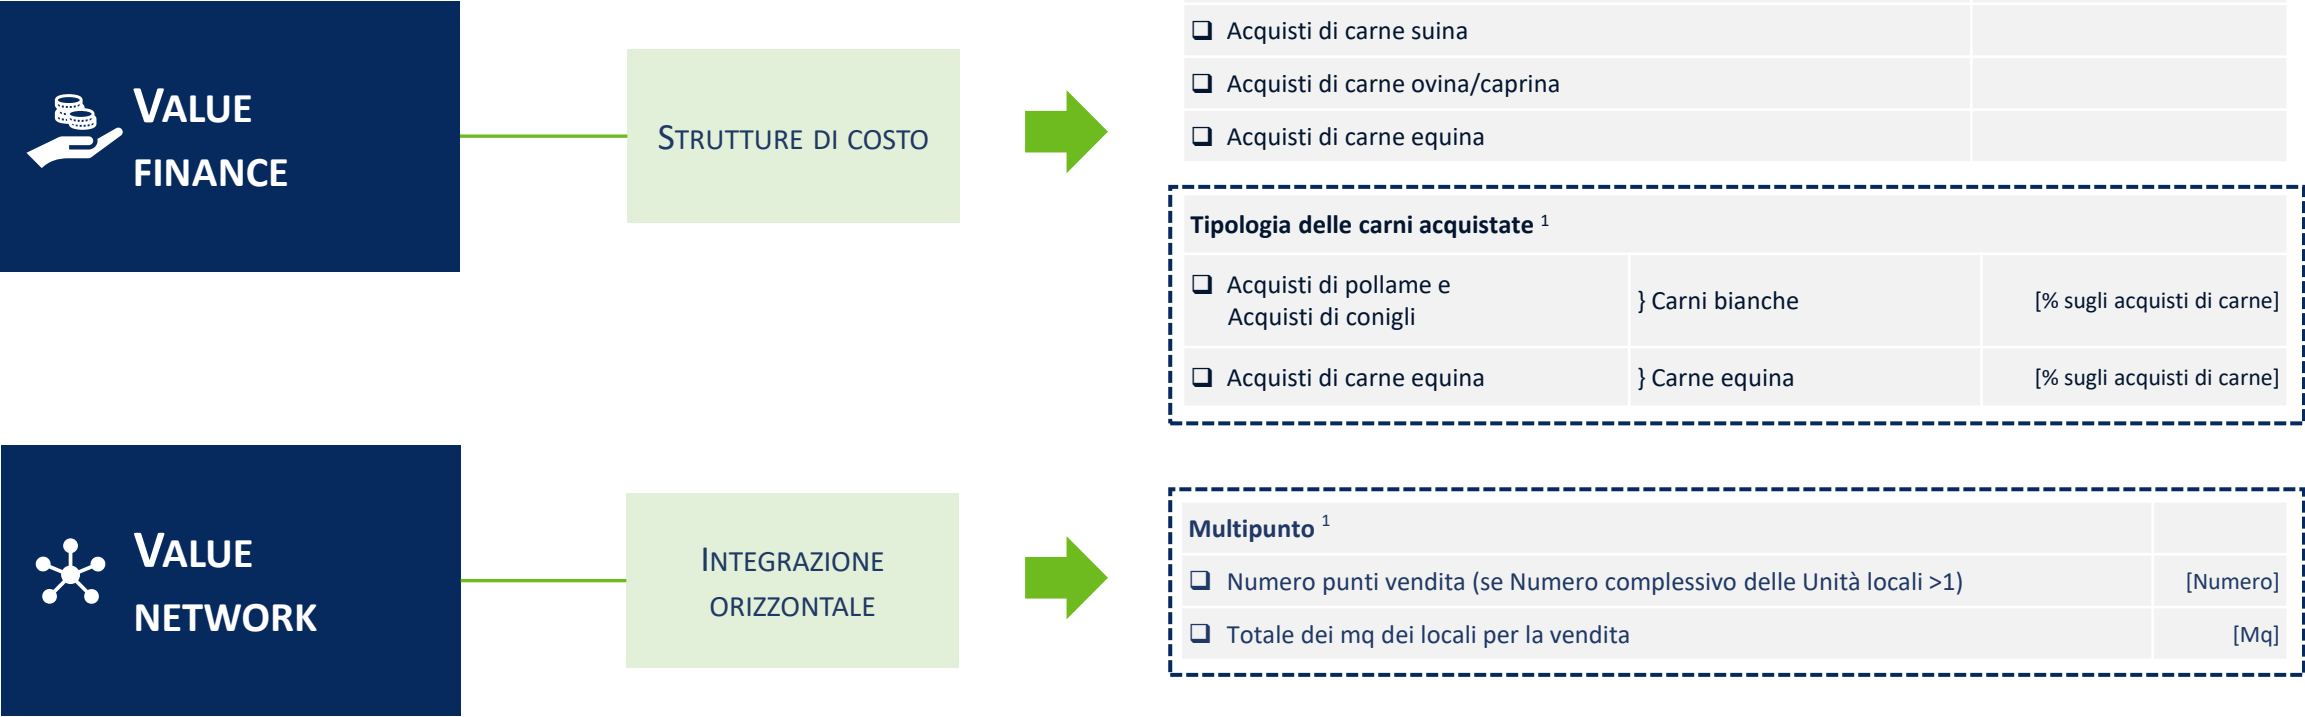 VALUE
FINANCE
STRUTTURE DI COSTO
❑ Acquisti di carne suina
❑ Acquisti di carne ovina/caprina
❑ Acquisti di carne equina
Tipologia delle carni acquistate 1
❑ Acquisti di pollame e
Acquisti di conigli
} Carni bianche
[% sugli acquisti di carne]
❑ Acquisti di carne equina
} Carne equina
[% sugli acquisti di carne]
VALUE
NETWORK
INTEGRAZIONE
ORIZZONTALE
Multipunto 1
❑ Numero punti vendita (se Numero complessivo delle Unità locali >1)
[Numero]
❑ Totale dei mq dei locali per la vendita
[Mq]